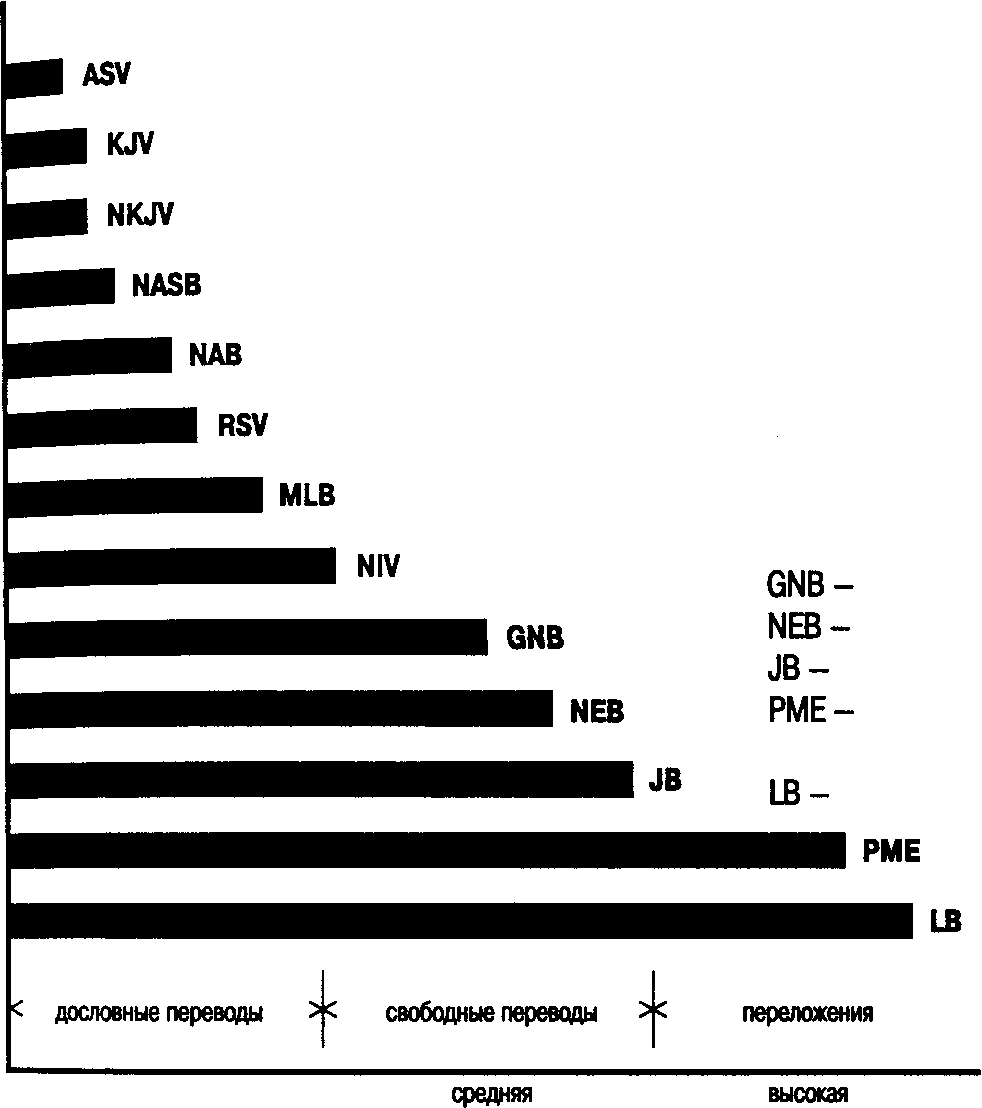 ASV
KJV
NKJV
NASB
NAB
RSV
MLB
NIV
GNB
NEB
JB
PME
LB
GNB –
NEB –
JB –
PME –
LB –
дословные переводы
свободные переводы
переложения
средняя
высокая